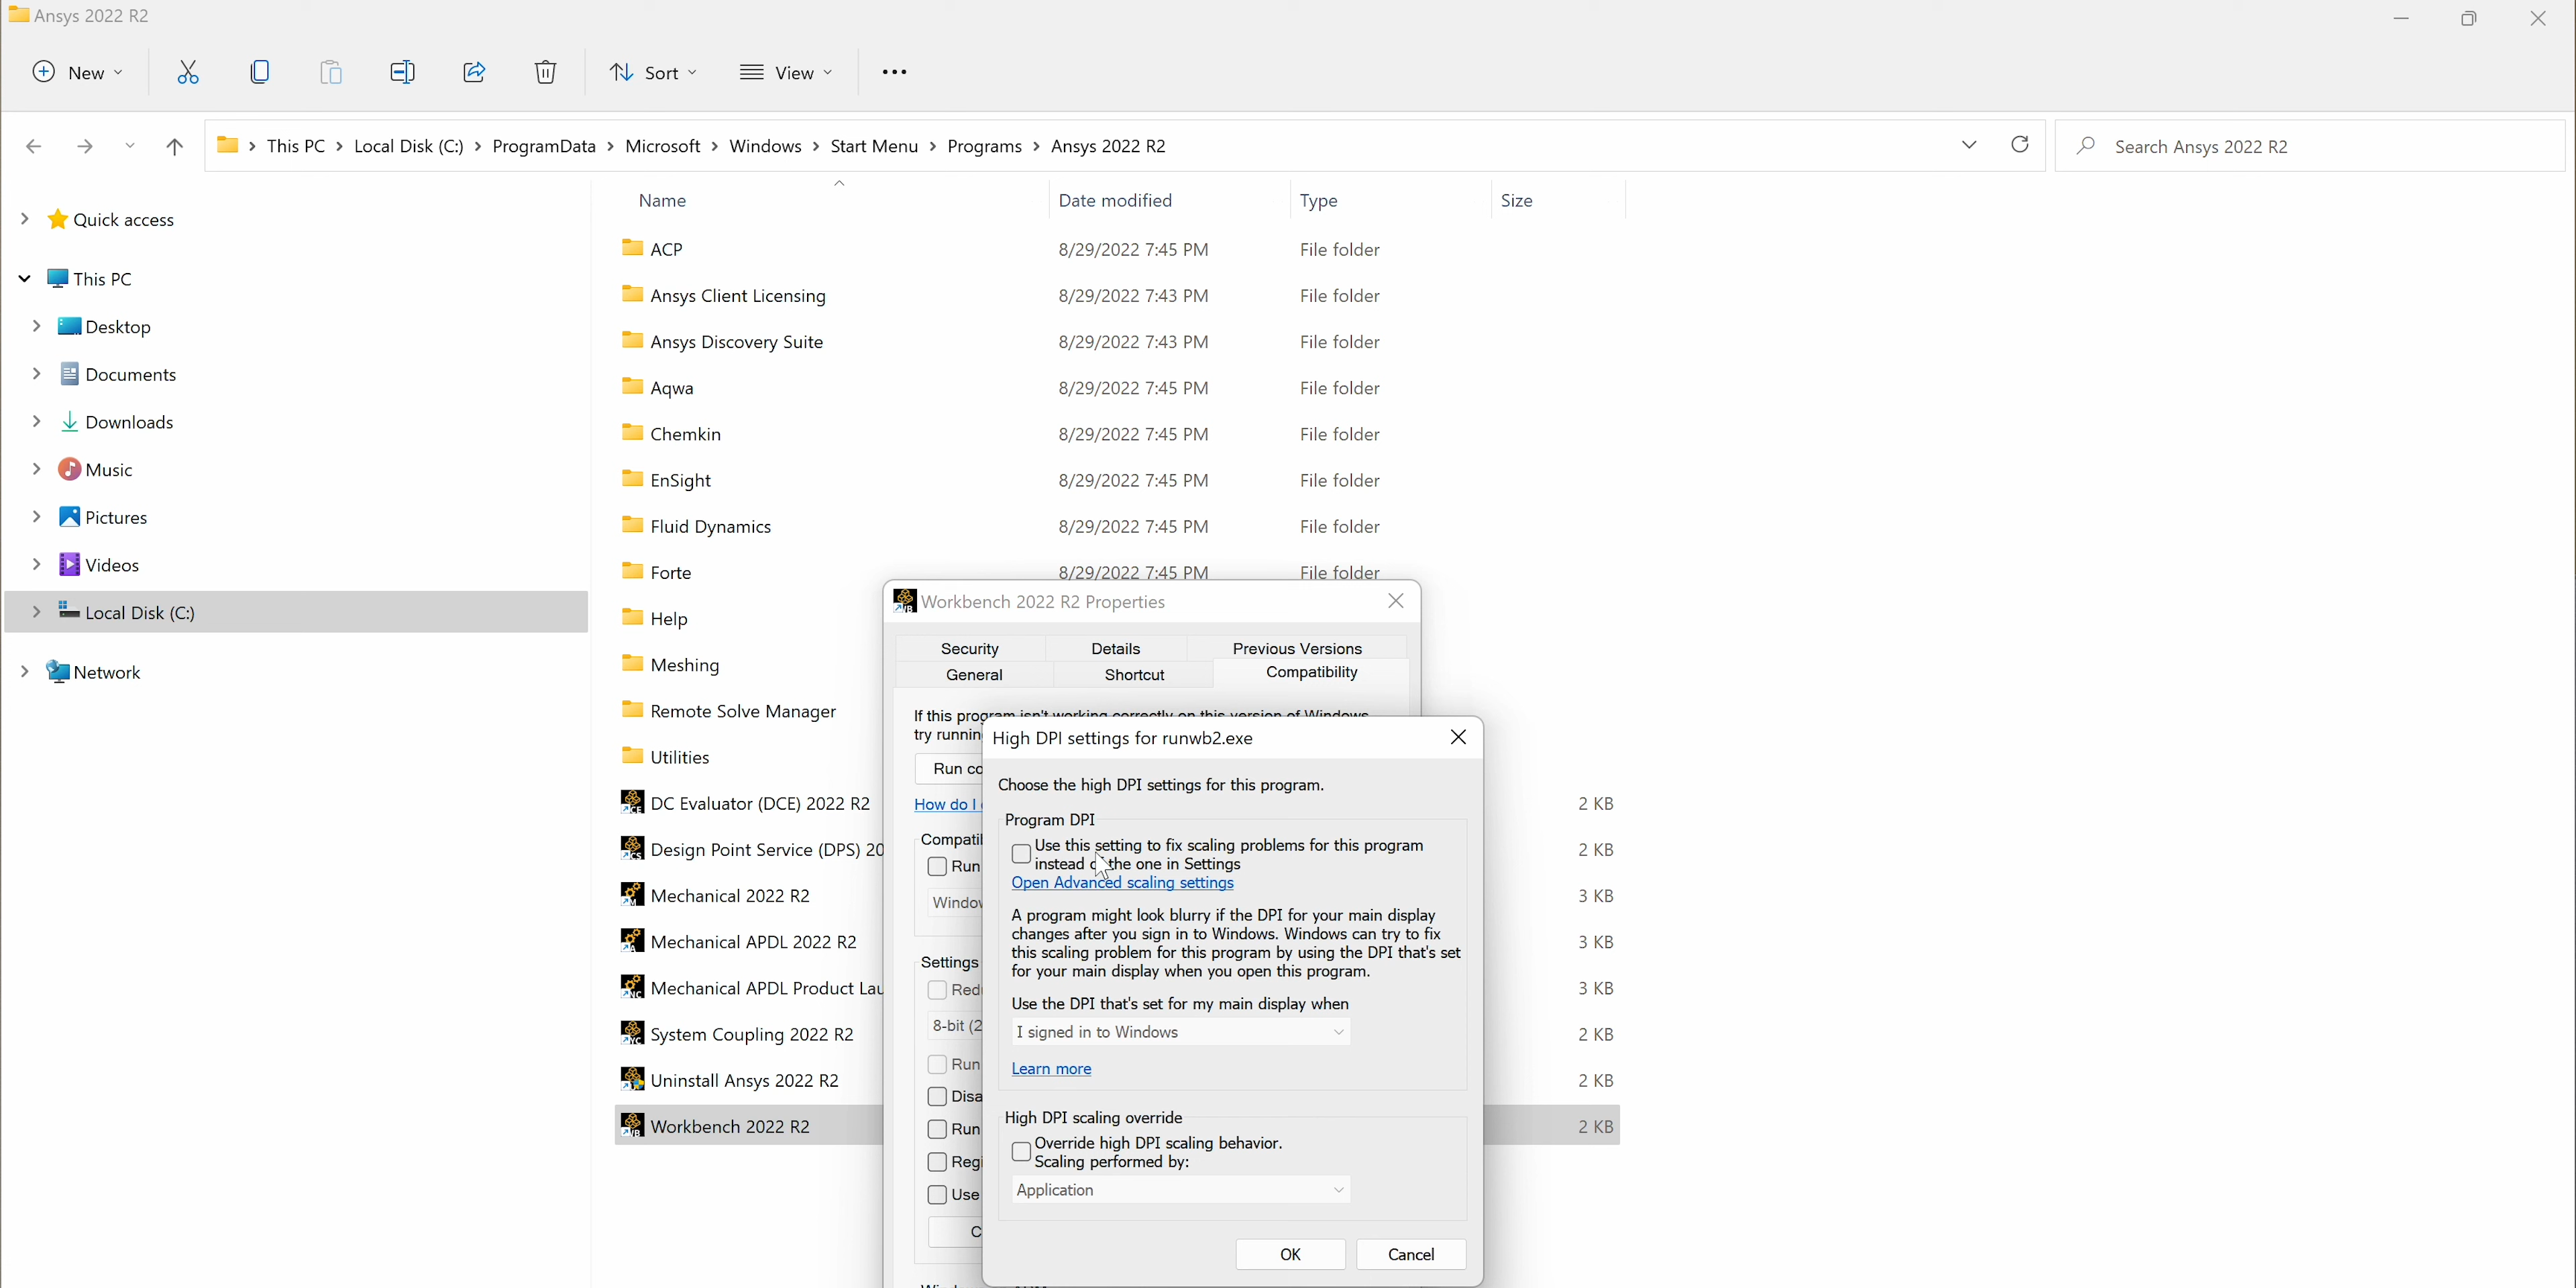 Ansys 2022 R2
New
Sort
View
This PC > Local Disk (C:) > ProgramData > Microsoft > Windows > Start Menu > Programs > Ansys 2022 R2
Search Ansys 2022 R2
Quick access
This PC
Desktop
Documents
Downloads
Music
Pictures
Videos
Local Disk (C:)
Network
Name Date modified Type Size
ACP 8/29/2022 7:45 PM File folder
Ansys Client Licensing 8/29/2022 7:43 PM File folder
Ansys Discovery Suite 8/29/2022 7:43 PM File folder
Aqwa 8/29/2022 7:45 PM File folder
Chemkin 8/29/2022 7:45 PM File folder
EnSight 8/29/2022 7:45 PM File folder
Fluid Dynamics 8/29/2022 7:45 PM File folder
Forte 8/29/2022 7:45 PM File folder
Help
Meshing
Remote Solve Manager
Utilities
DC Evaluator (DCE) 2022 R2 2 KB
Design Point Service (DPS) 20 2 KB
Mechanical 2022 R2 3 KB
Mechanical APDL 2022 R2 3 KB
Mechanical APDL Product Lau 3 KB
System Coupling 2022 R2 2 KB
Uninstall Ansys 2022 R2 2 KB
Workbench 2022 R2 2 KB
Workbench 2022 R2 Properties
Security Details Previous Versions
General Shortcut Compatibility
If this program isn't working correctly on this version of Windows,
try runnin
Run co
How do I
Compatib
Run
Window
Settings
Redu
8-bit (2
Run
Disa
Run
Regi
Use
C
High DPI settings for runwb2.exe
Choose the high DPI settings for this program.
Program DPI
Use this setting to fix scaling problems for this program
instead of the one in Settings
Open Advanced scaling settings
A program might look blurry if the DPI for your main display
changes after you sign in to Windows. Windows can try to fix
this scaling problem for this program by using the DPI that's set
for your main display when you open this program.
Use the DPI that's set for my main display when
I signed in to Windows
Learn more
High DPI scaling override
Override high DPI scaling behavior.
Scaling performed by:
Application
OK Cancel